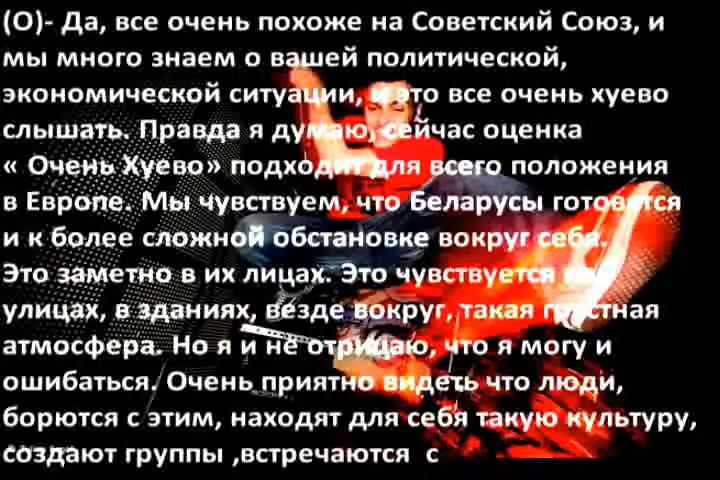 (О)- Да, все очень похоже на Советский Союз, и
мы много знаем о вашей политической,
экономической ситуации, и это все очень хуево
слышать. Правда я думаю, сейчас оценка
« Очень Хуево» подходит для всего положения
в Европе. Мы чувствуем, что Беларусы готовятся
и к более сложной обстановке вокруг себя.
Это заметно в их лицах. Это чувствуется на
улицах, в зданиях, везде вокруг, такая грустная
атмосфера. Но я и не отрицаю, что я могу и
ошибаться. Очень приятно видеть что люди,
борются с этим, находят для себя такую культуру,
создают группы ,встречаются с